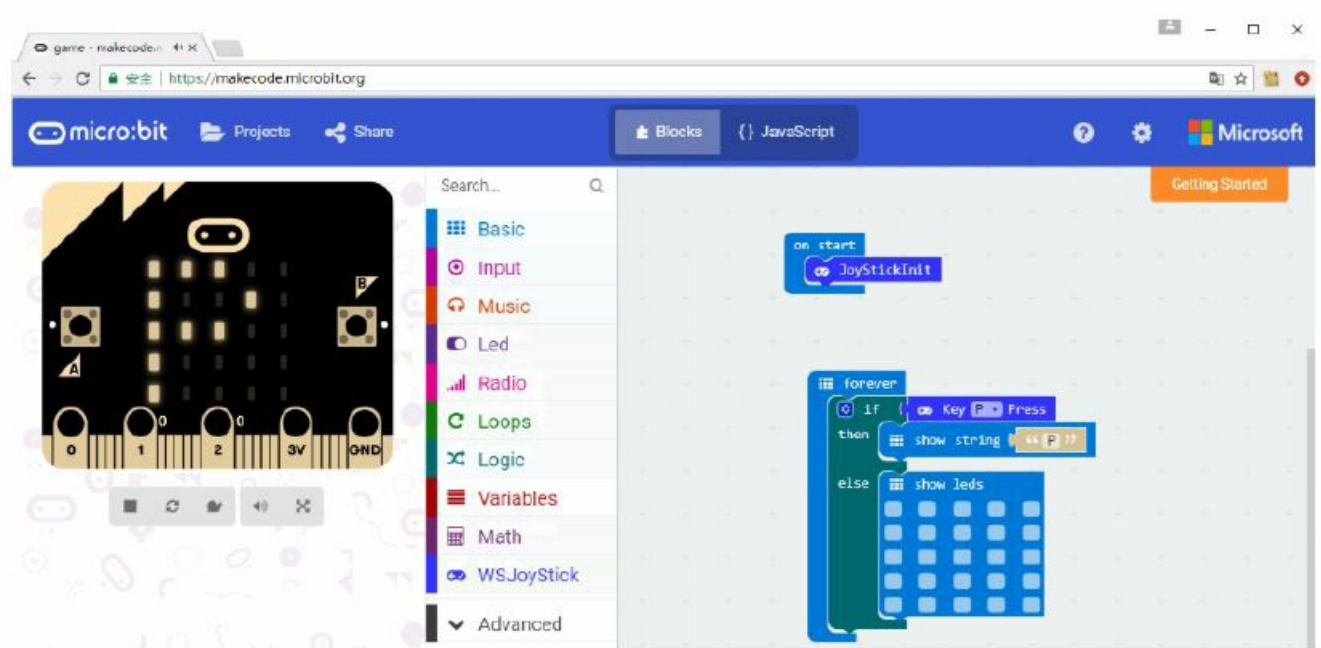 game - makecode.
安全 | https://makecode.microbit.org
micro:bit Projects Share Blocks {} JavaScript ? Microsoft
Search...
Getting Started
Basic
Input
Music
Led
Radio
Loops
Logic
Variables
Math
WSJoyStick
Advanced
B
A
0 0
0 1 2 3V GND
on start
JoyStickInit
forever
if Key P Press
then show string “ P ”
else show leds